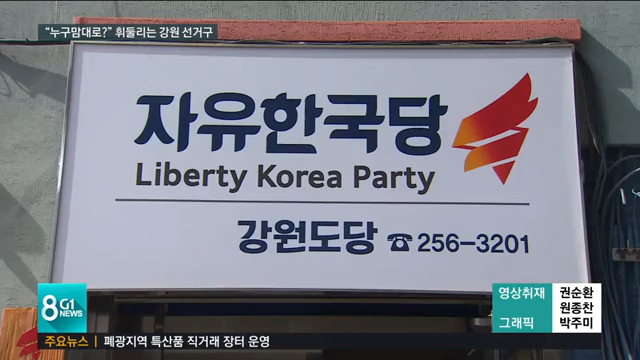 “누구맘대로?” 휘둘리는 강원 선거구
자유한국당
Liberty Korea Party
강원도당 ☎ 256-3201
영상취재 권순환
원종찬
그래픽 박주미
8 G1 NEWS
주요뉴스 폐광지역 특산품 직거래 장터 운영